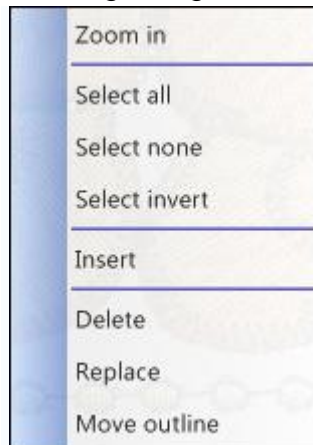 Zoom in
Select all
Select none
Select invert
Insert
Delete
Replace
Move outline